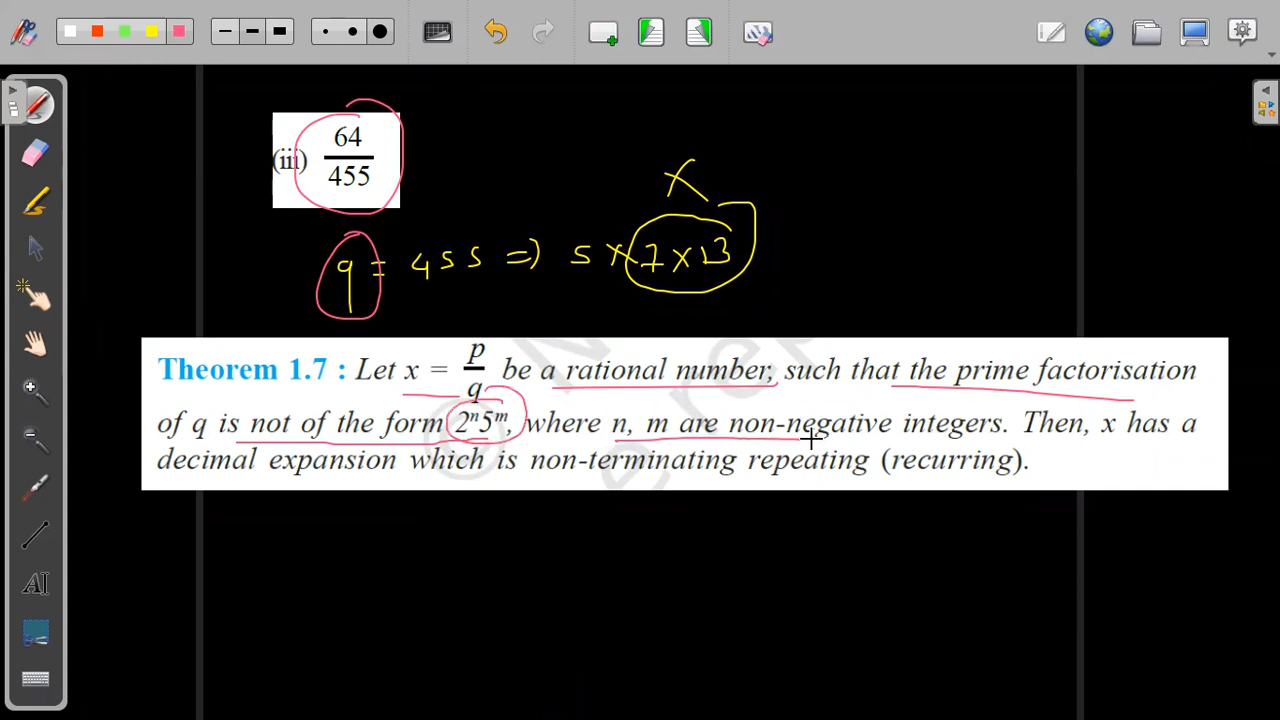 (iii) 64/455
x
q = 455 => 5 x 7 x 13
Theorem 1.7 : Let x = p/q be a rational number, such that the prime factorisation
of q is not of the form 2ⁿ5ᵐ, where n, m are non-negative integers. Then, x has a
decimal expansion which is non-terminating repeating (recurring).